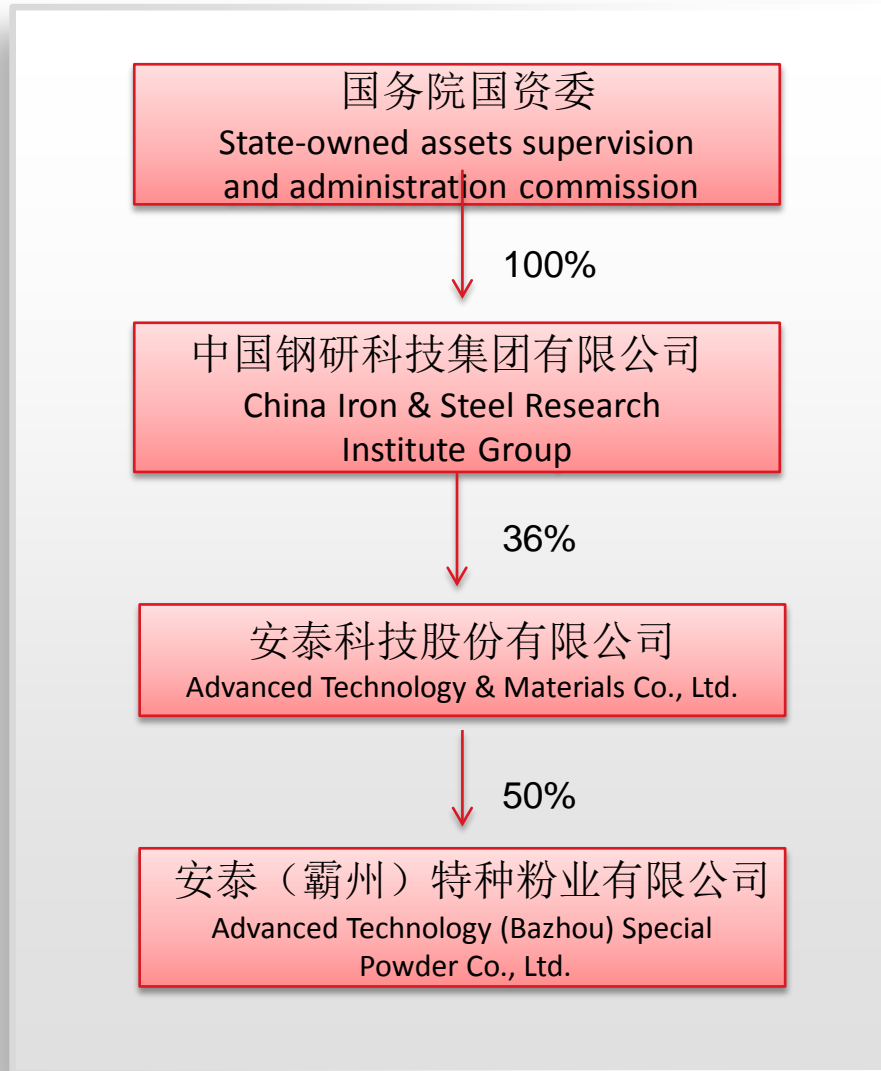 国务院国资委
State-owned assets supervision
and administration commission
100%
中国钢研科技集团有限公司
China Iron & Steel Research
Institute Group
36%
安泰科技股份有限公司
Advanced Technology & Materials Co., Ltd.
50%
安泰（霸州）特种粉业有限公司
Advanced Technology (Bazhou) Special
Powder Co., Ltd.